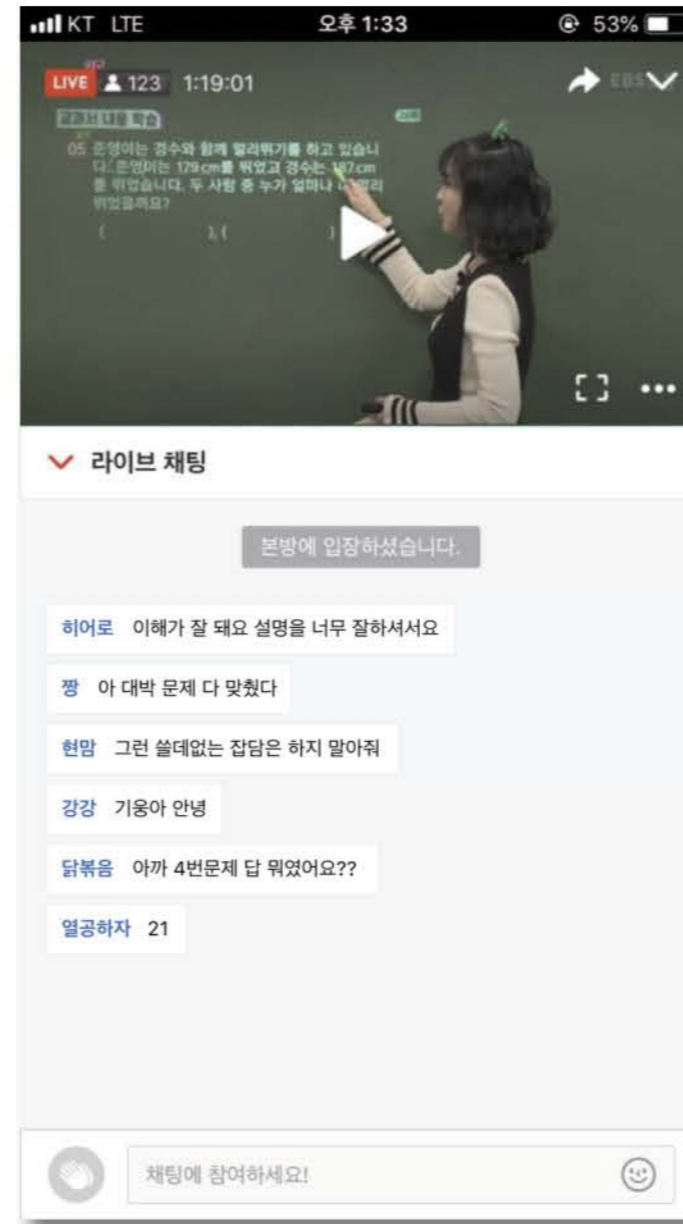 KT LTE 오후 1:33 53%
LIVE 123 1:19:01 EBS
교과서 내용 학습
05 준영이는 경수와 함께 멀리뛰기를 하고 있습니
다. 준영이는 179 cm를 뛰었고 경수는 187 cm
를 뛰었습니다. 두 사람 중 누가 얼마나 더 멀리
뛰었을까요?
( ), ( )
라이브 채팅
본방에 입장하셨습니다.
히어로 이해가 잘 돼요 설명을 너무 잘하셔서요
짱 아 대박 문제 다 맞췄다
현맘 그런 쓸데없는 잡담은 하지 말아줘
강강 기웅아 안녕
닭볶음 아까 4번문제 답 뭐였어요??
열공하자 21
채팅에 참여하세요!